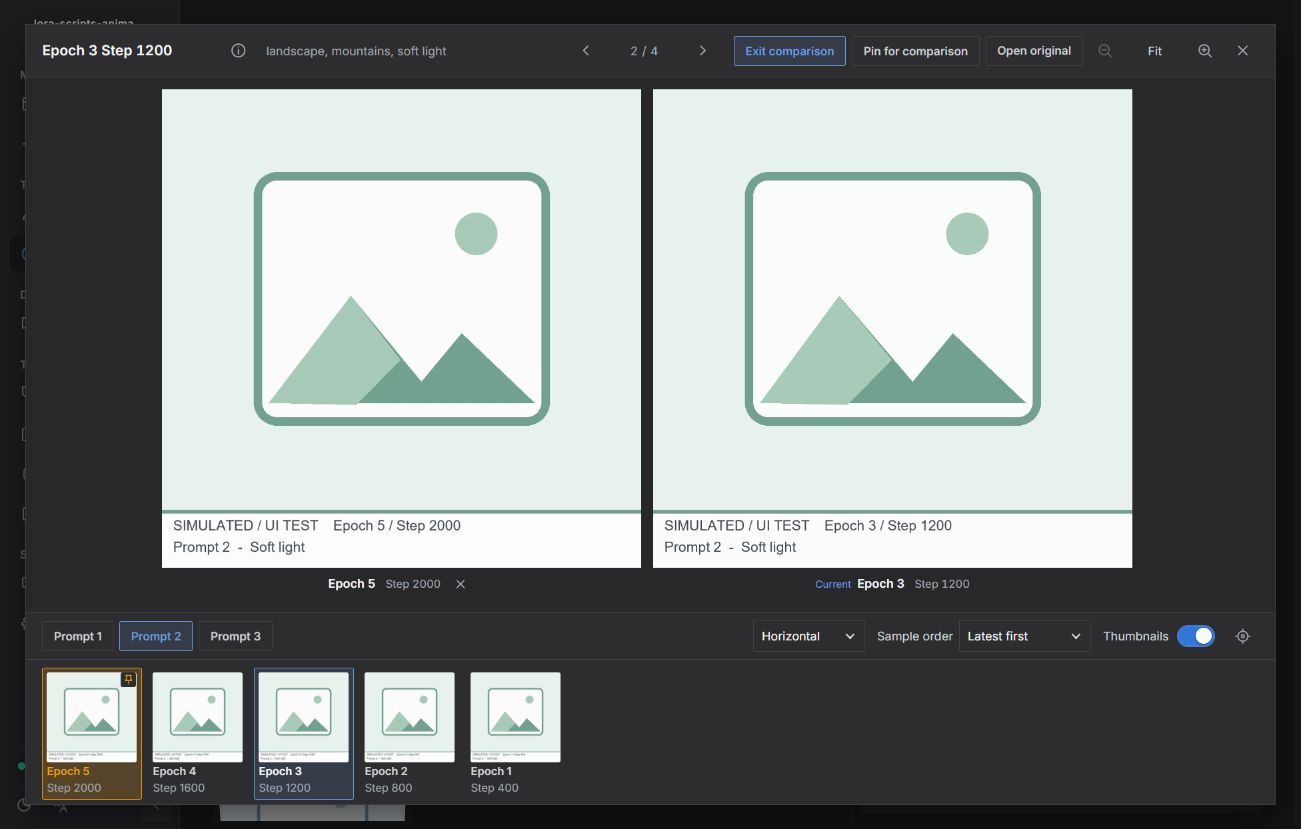 lora-scripts-anima
Epoch 3 Step 1200
landscape, mountains, soft light
2 / 4
Exit comparison
Pin for comparison
Open original
Fit
SIMULATED / UI TEST Epoch 5 / Step 2000
Prompt 2 - Soft light
SIMULATED / UI TEST Epoch 3 / Step 1200
Prompt 2 - Soft light
Epoch 5 Step 2000
Current Epoch 3 Step 1200
Prompt 1
Prompt 2
Prompt 3
Horizontal
Sample order
Latest first
Thumbnails
Epoch 5
Step 2000
Epoch 4
Step 1600
Epoch 3
Step 1200
Epoch 2
Step 800
Epoch 1
Step 400